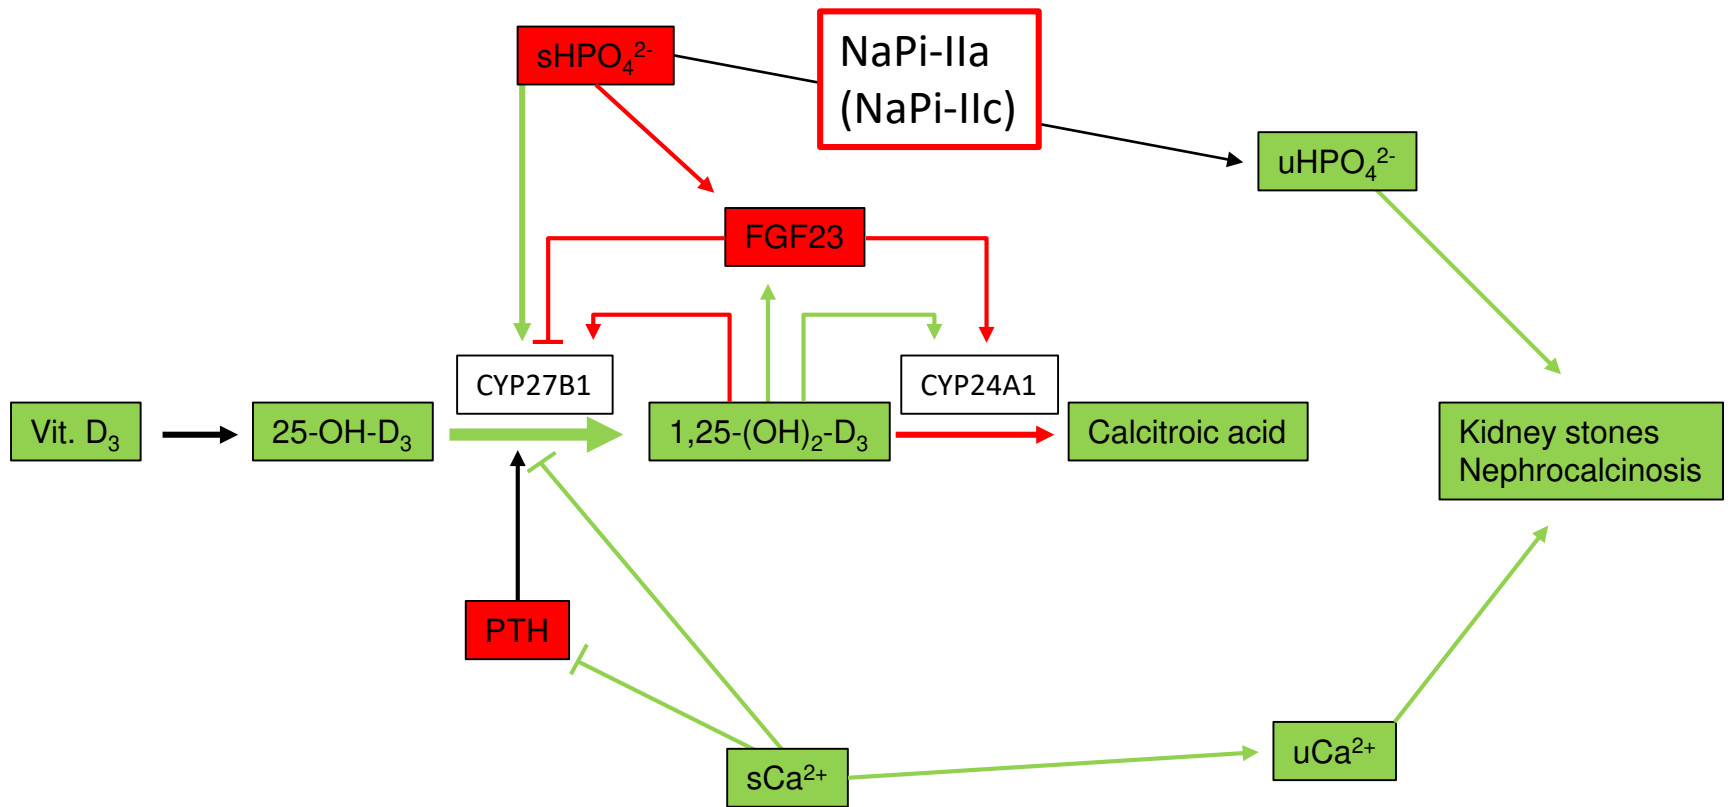 sHPO₄²⁻
NaPi-IIa
(NaPi-IIc)
uHPO₄²⁻
FGF23
CYP27B1
CYP24A1
Vit. D₃
25-OH-D₃
1,25-(OH)₂-D₃
Calcitroic acid
Kidney stones
Nephrocalcinosis
PTH
sCa²⁺
uCa²⁺